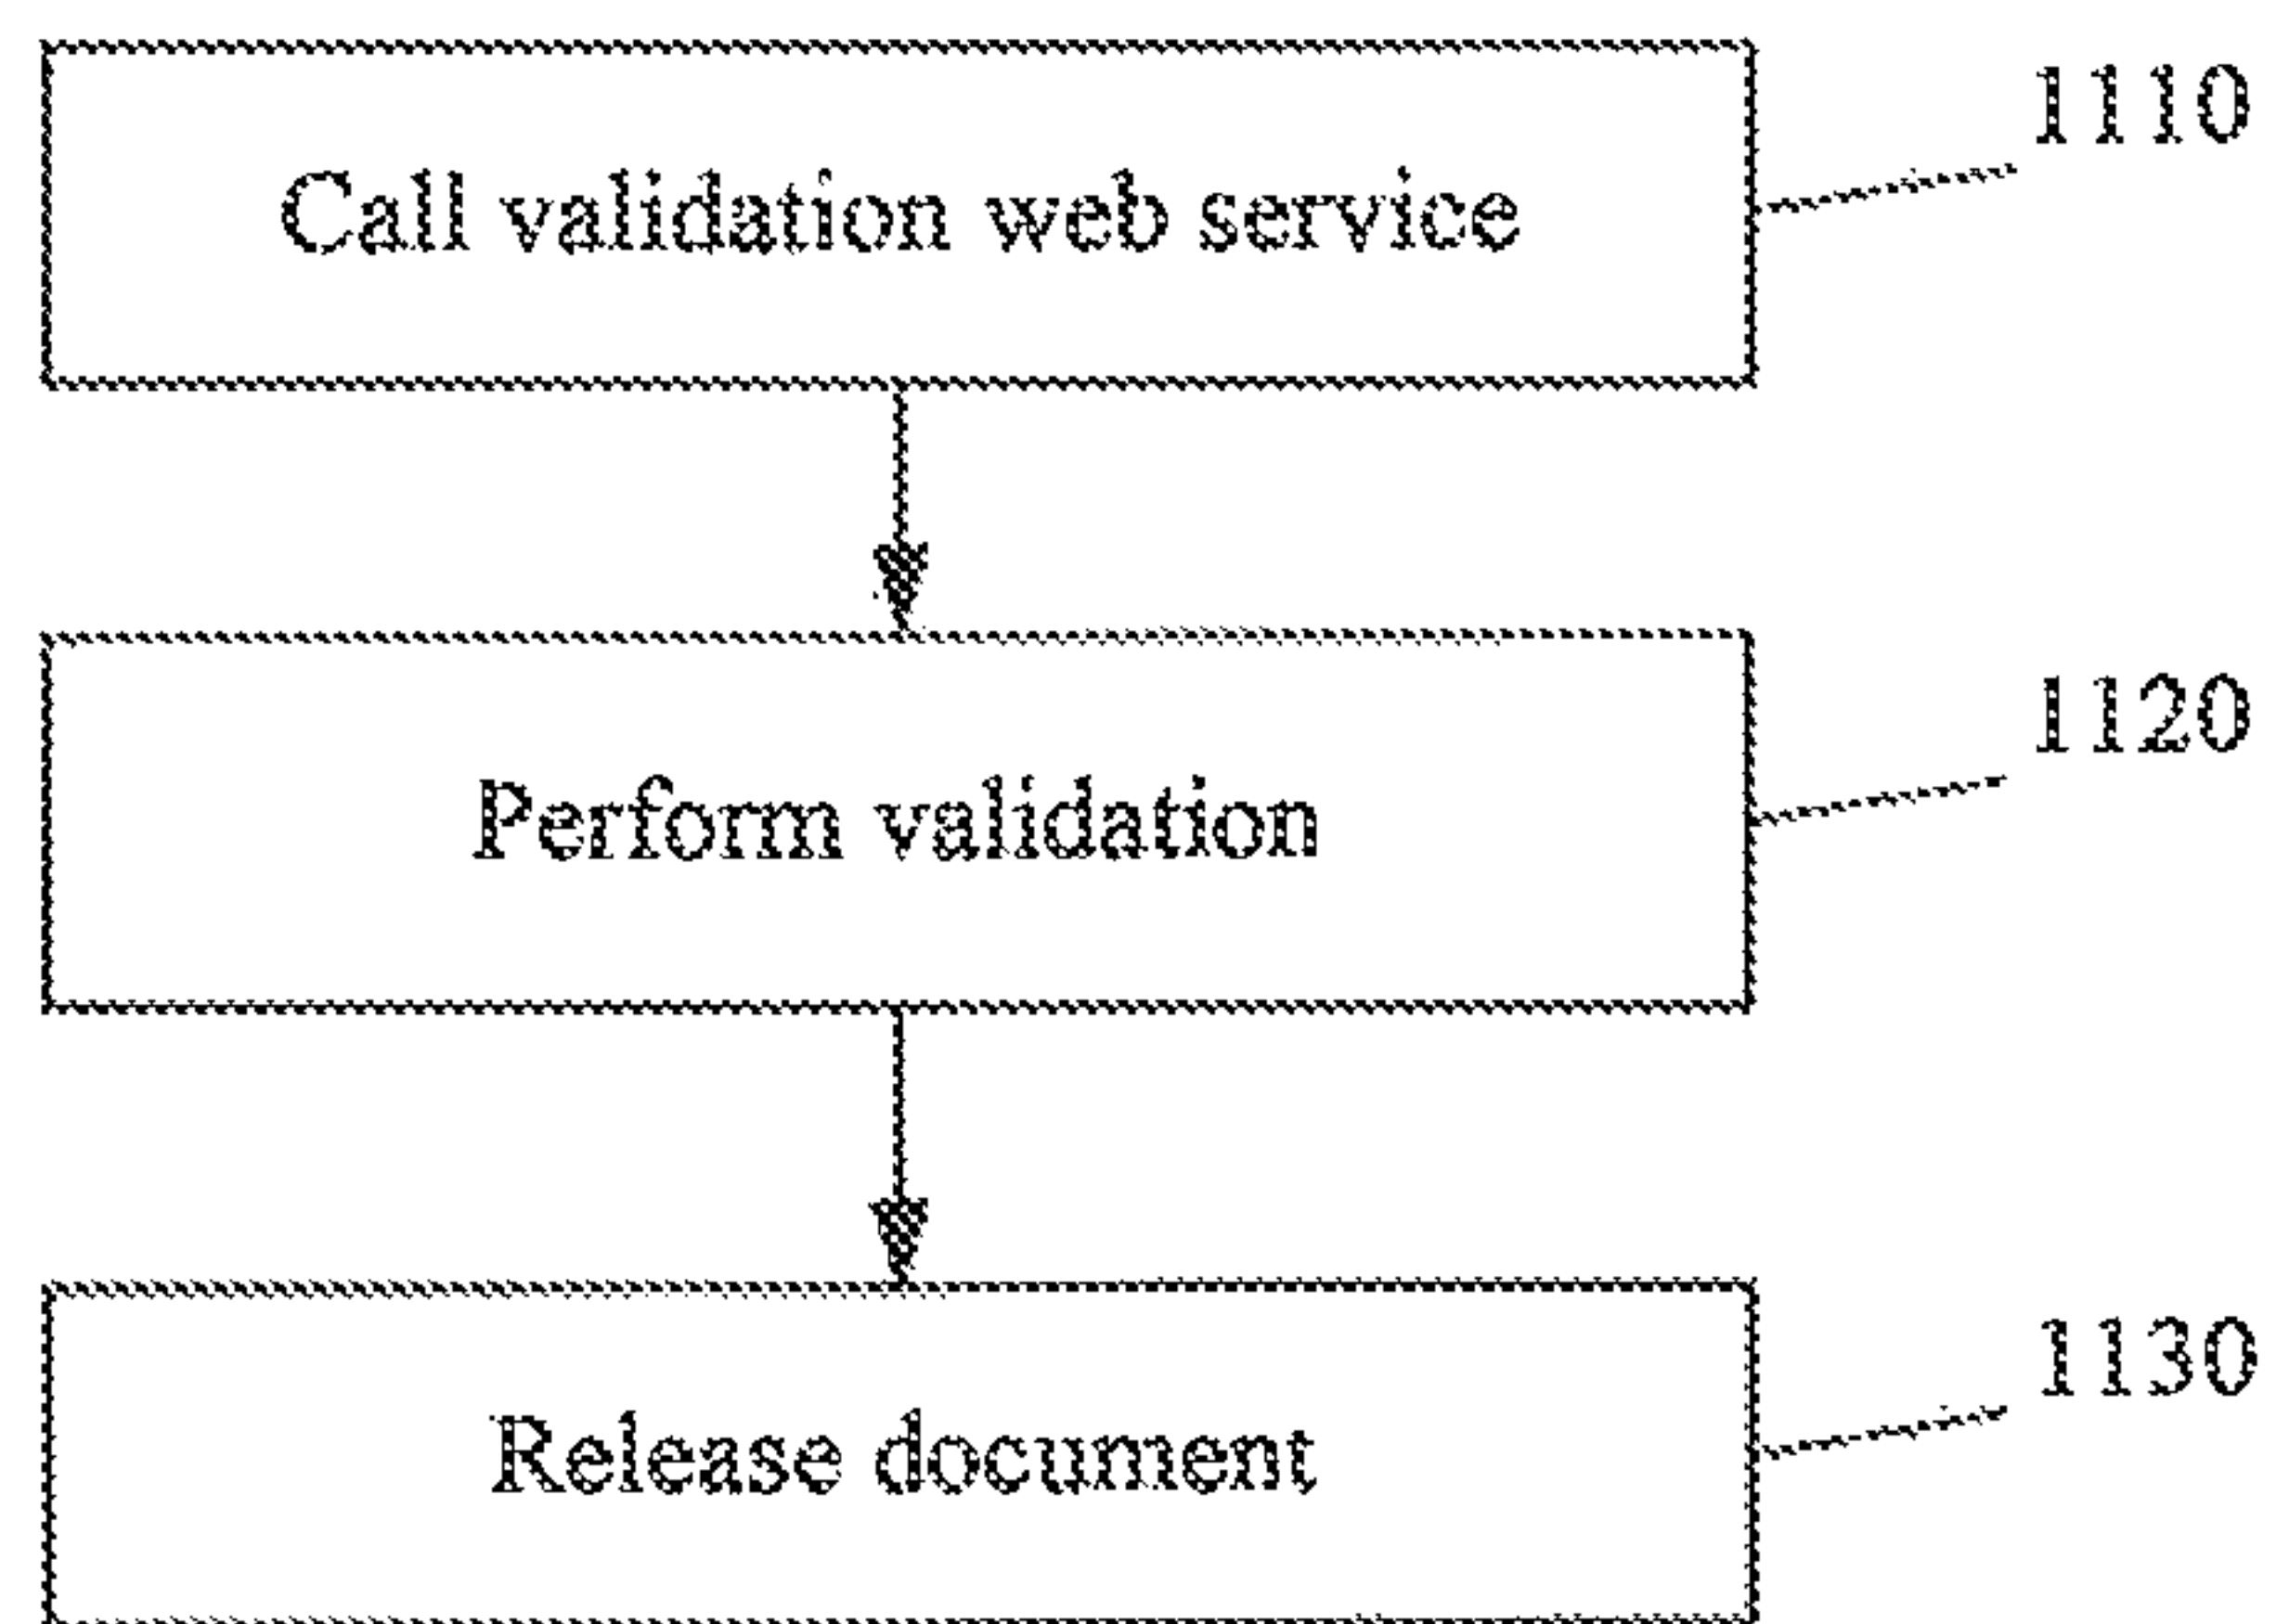 1110
Call validation web service
1120
Perform validation
1130
Release document